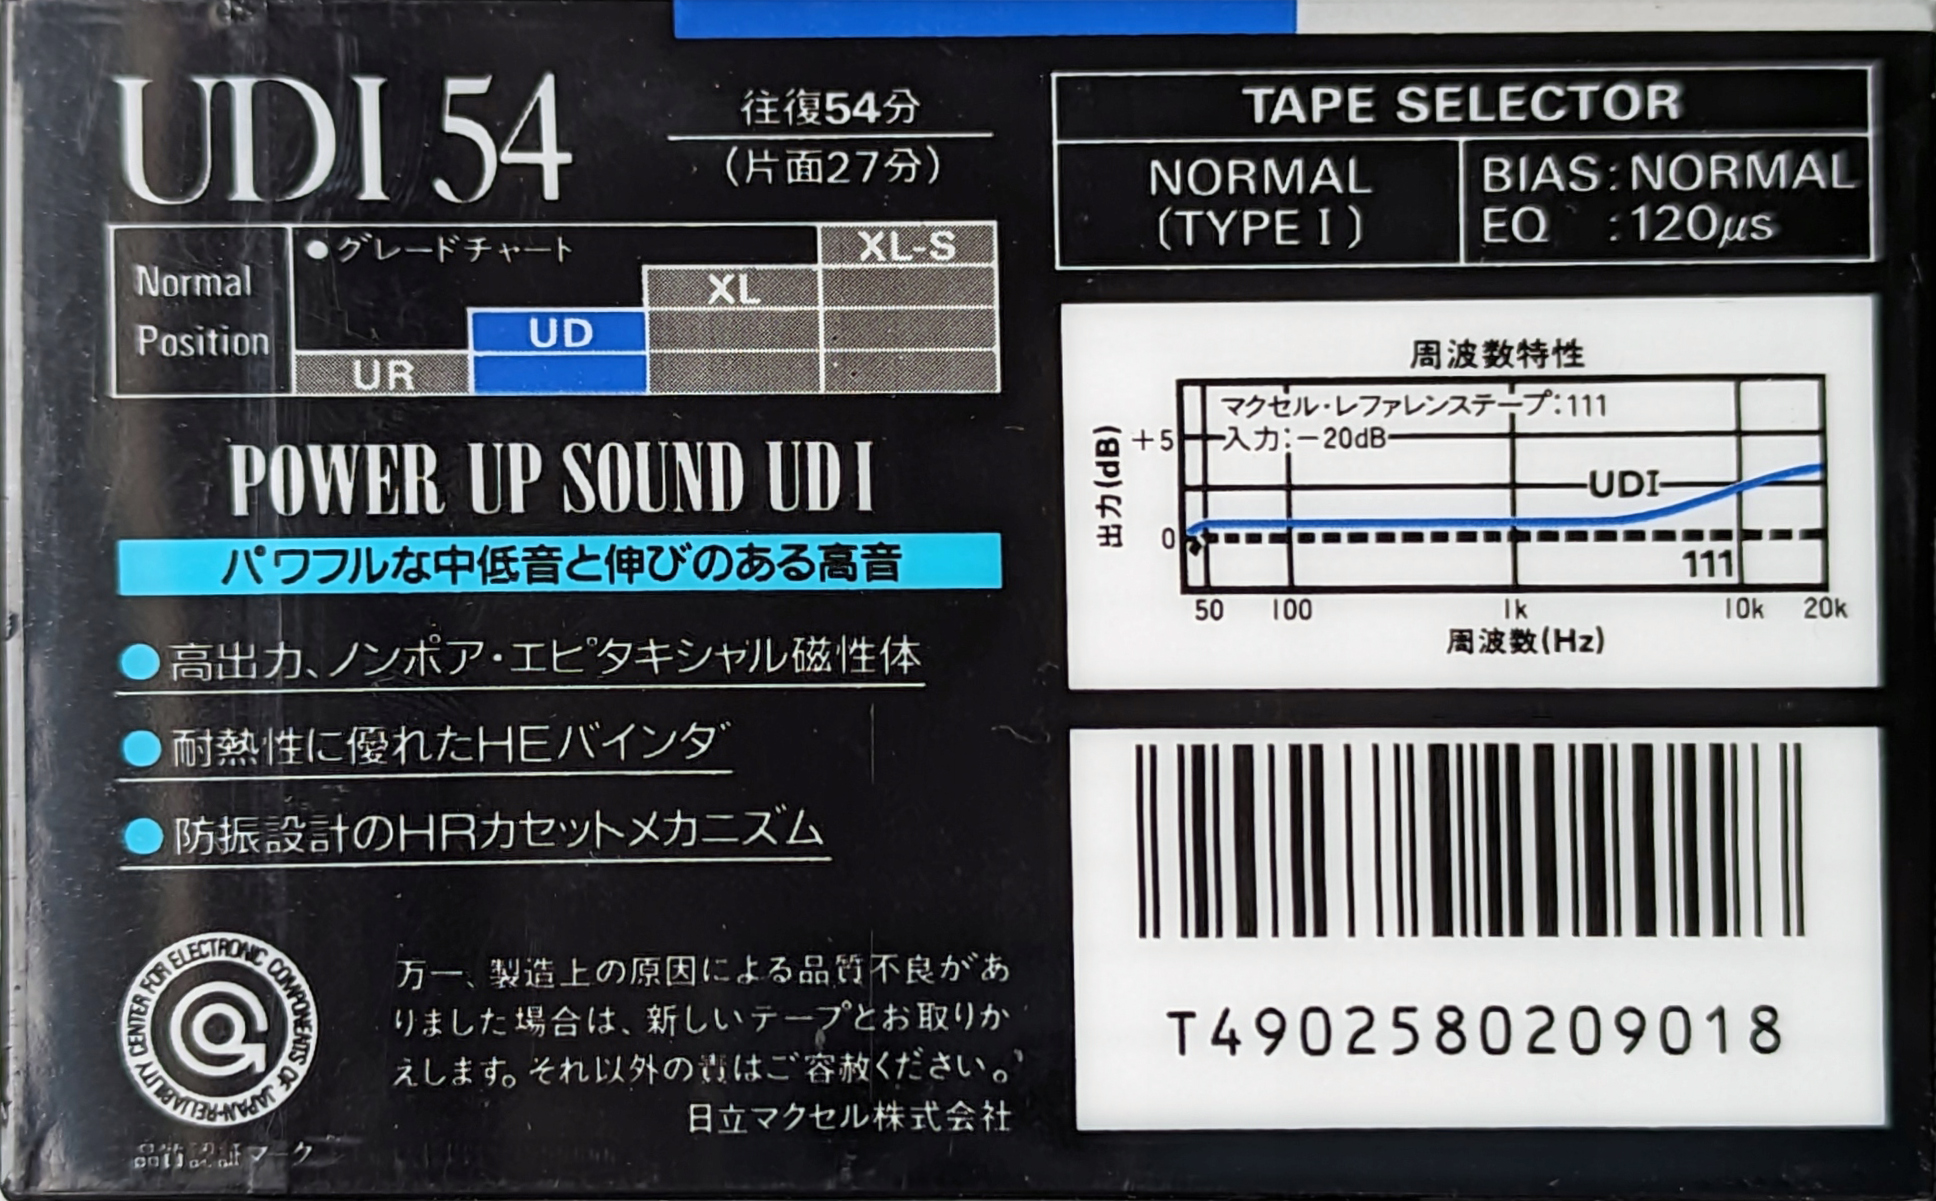 UDI 54
往復54分
(片面27分)
Normal
Position
●グレードチャート
XL-S
XL
UD
UR
POWER UP SOUND UDI
パワフルな中低音と伸びのある高音
●高出力、ノンポア・エピタキシャル磁性体
●耐熱性に優れたHEバインダ
●防振設計のHRカセットメカニズム
RELIABILITY CENTER FOR ELECTRONIC COMPONENTS OF JAPAN
品質認証マーク
万一、製造上の原因による品質不良があ
りました場合は、新しいテープとお取りか
えします。それ以外の責はご容赦ください。
日立マクセル株式会社
TAPE SELECTOR
NORMAL
(TYPE I)
BIAS:NORMAL
EQ :120μs
周波数特性
マクセル・レファレンステープ:111
入力:-20dB
出力(dB)
+5
0
UDI
111
50 100 1k 10k 20k
周波数(Hz)
T4902580209018